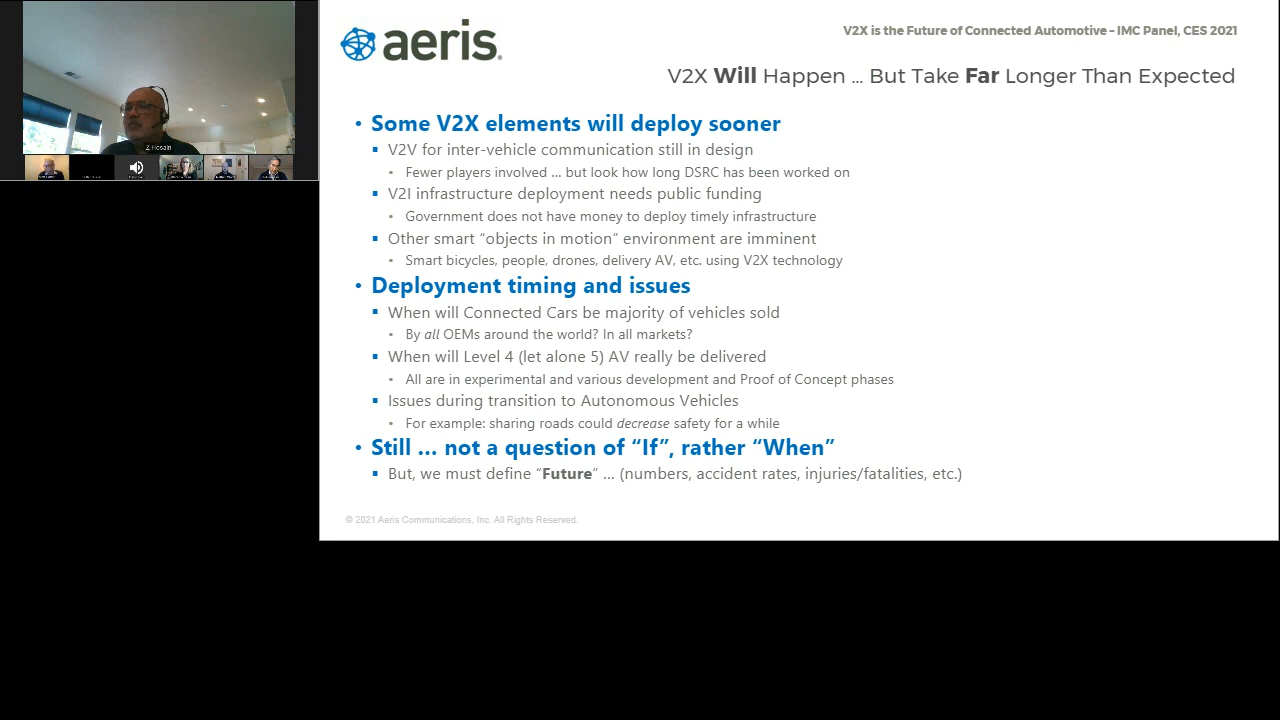 Z Hosain
aeris.
V2X is the Future of Connected Automotive – IMC Panel, CES 2021
V2X Will Happen ... But Take Far Longer Than Expected
• Some V2X elements will deploy sooner
▪ V2V for inter-vehicle communication still in design
• Fewer players involved ... but look how long DSRC has been worked on
▪ V2I infrastructure deployment needs public funding
• Government does not have money to deploy timely infrastructure
▪ Other smart “objects in motion” environment are imminent
• Smart bicycles, people, drones, delivery AV, etc. using V2X technology
• Deployment timing and issues
▪ When will Connected Cars be majority of vehicles sold
• By all OEMs around the world? In all markets?
▪ When will Level 4 (let alone 5) AV really be delivered
• All are in experimental and various development and Proof of Concept phases
▪ Issues during transition to Autonomous Vehicles
• For example: sharing roads could decrease safety for a while
• Still ... not a question of “If”, rather “When”
▪ But, we must define “Future” ... (numbers, accident rates, injuries/fatalities, etc.)
© 2021 Aeris Communications, Inc. All Rights Reserved.